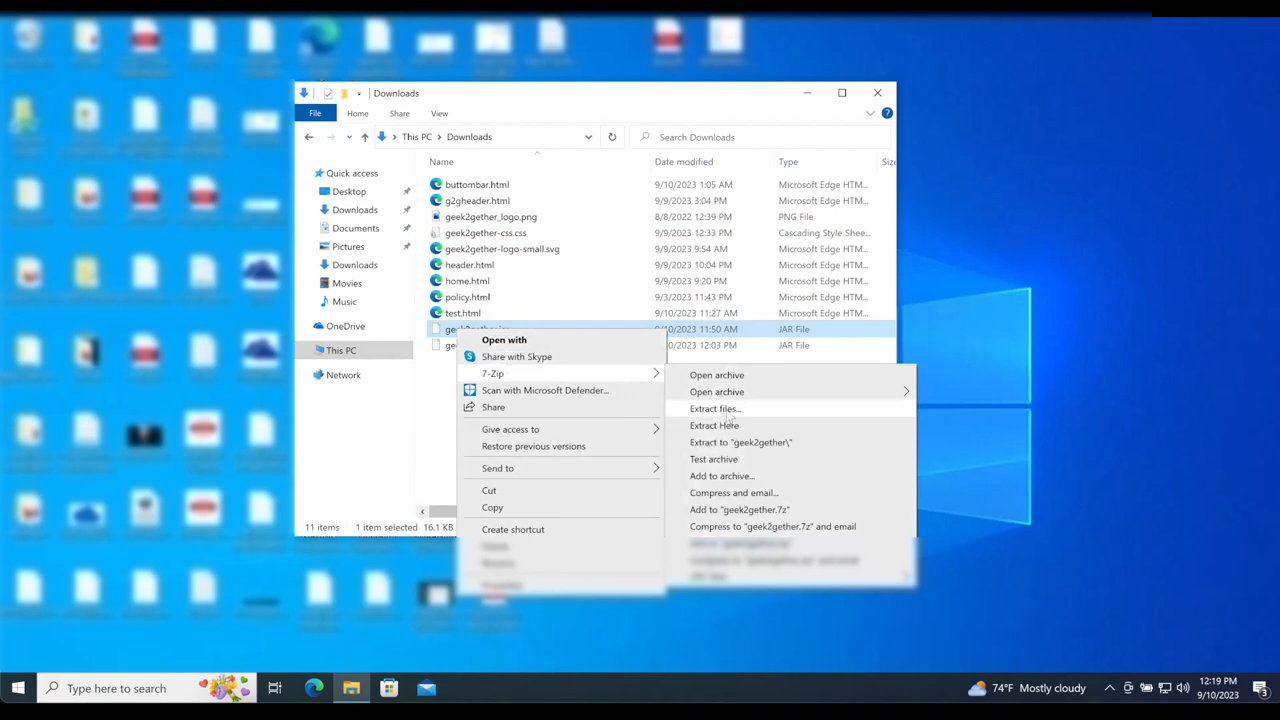 Downloads
File Home Share View
This PC Downloads
Search Downloads
Name Date modified Type Siz
Quick access
Desktop
Downloads
Documents
Pictures
Downloads
Movies
Music
OneDrive
This PC
Network
buttombar.html 9/10/2023 1:05 AM Microsoft Edge HTM...
g2gheader.html 9/9/2023 3:04 PM Microsoft Edge HTM...
geek2gether_logo.png 8/8/2022 12:39 PM PNG File
geek2gether-css.css 9/9/2023 12:33 PM Cascading Style Shee...
geek2gether-logo-small.svg 9/9/2023 9:54 AM Microsoft Edge HTM...
header.html 9/9/2023 10:04 PM Microsoft Edge HTM...
home.html 9/9/2023 9:20 PM Microsoft Edge HTM...
policy.html 9/3/2023 11:43 PM Microsoft Edge HTM...
test.html 9/10/2023 11:27 AM Microsoft Edge HTM...
9/10/2023 11:50 AM JAR File
9/10/2023 12:03 PM JAR File
Open with
Share with Skype
7-Zip
Scan with Microsoft Defender...
Share
Give access to
Restore previous versions
Send to
Cut
Copy
Create shortcut
Properties
Open archive
Open archive
Extract files...
Extract Here
Extract to "geek2gether\"
Test archive
Add to archive...
Compress and email...
Add to "geek2gether.7z"
Compress to "geek2gether.7z" and email
11 items 1 item selected 16.1 KB
Type here to search
74°F Mostly cloudy
12:19 PM
9/10/2023
3